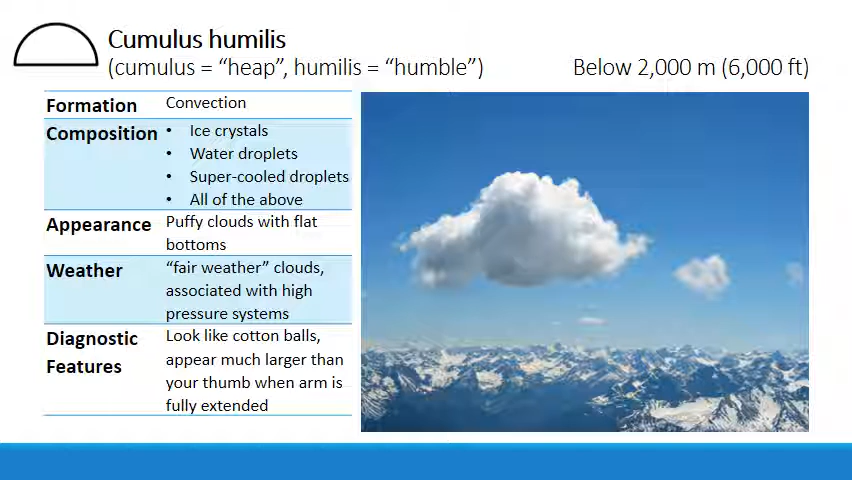 Cumulus humilis
(cumulus = “heap”, humilis = “humble”)
Below 2,000 m (6,000 ft)
Formation
Convection
Composition
• Ice crystals
• Water droplets
• Super-cooled droplets
• All of the above
Appearance
Puffy clouds with flat
bottoms
Weather
“fair weather” clouds,
associated with high
pressure systems
Diagnostic
Features
Look like cotton balls,
appear much larger than
your thumb when arm is
fully extended